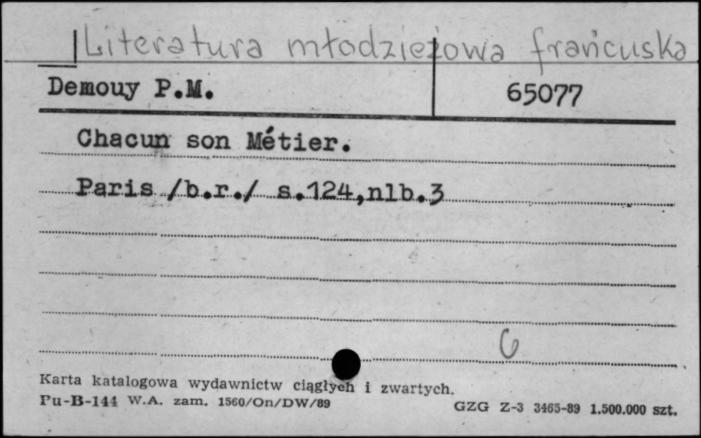 Literatura młodzieżowa francuska
Demouy P.M. 65077
Chacun son Métier.
Paris /b.r./ s.124,nlb.3
6
Karta katalogowa wydawnictw ciągłych i zwartych.
Pu-B-144 W.A. zam. 1560/On/DW/89 GZG Z-3 3465-89 1.500.000 szt.